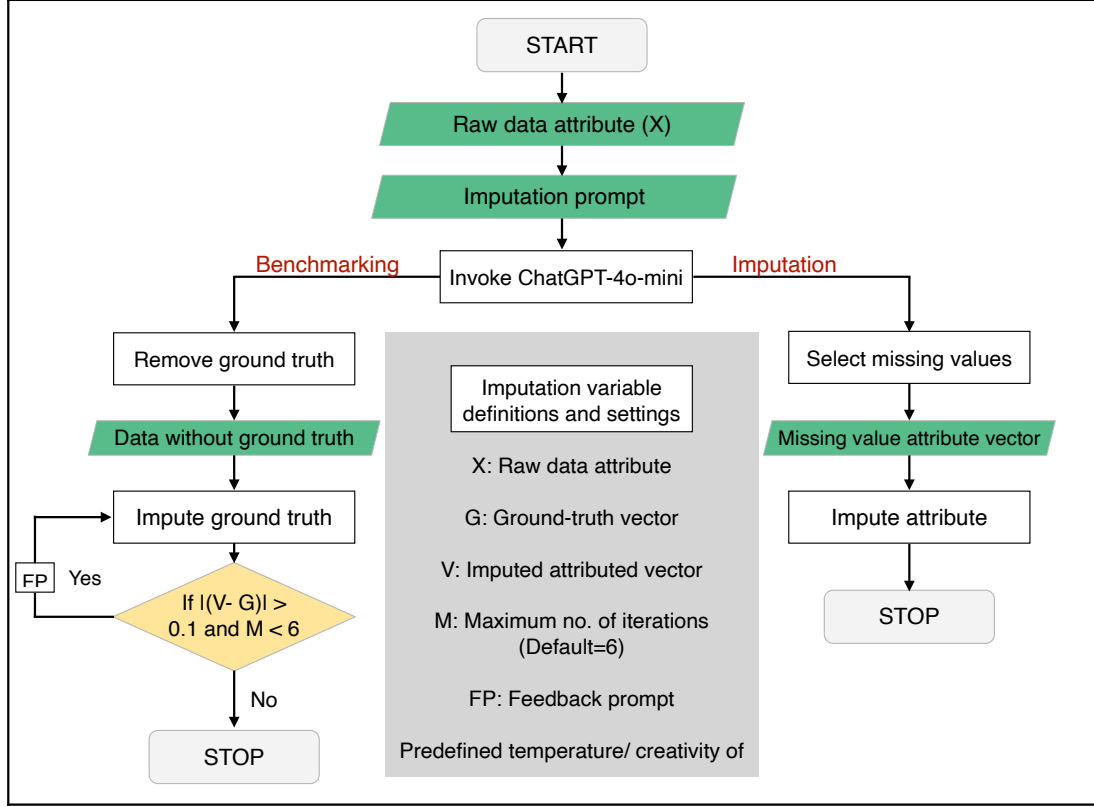 START
Raw data attribute (X)
Imputation prompt
Benchmarking
Invoke ChatGPT-4o-mini
Imputation
Remove ground truth
Data without ground truth
Impute ground truth
FP
Yes
If |(V- G)| >
0.1 and M < 6
No
STOP
Imputation variable
definitions and settings
X: Raw data attribute
G: Ground-truth vector
V: Imputed attributed vector
M: Maximum no. of iterations
(Default=6)
FP: Feedback prompt
Predefined temperature/ creativity of
Select missing values
Missing value attribute vector
Impute attribute
STOP